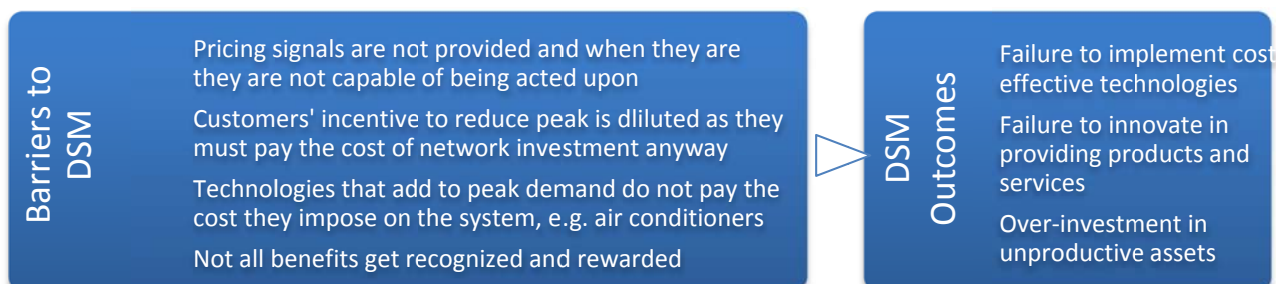 Barriers to
DSM
Pricing signals are not provided and when they are
they are not capable of being acted upon
Customers' incentive to reduce peak is dliluted as they
must pay the cost of network investment anyway
Technologies that add to peak demand do not pay the
cost they impose on the system, e.g. air conditioners
Not all benefits get recognized and rewarded
DSM
Outcomes
Failure to implement cost
effective technologies
Failure to innovate in
providing products and
services
Over-investment in
unproductive assets